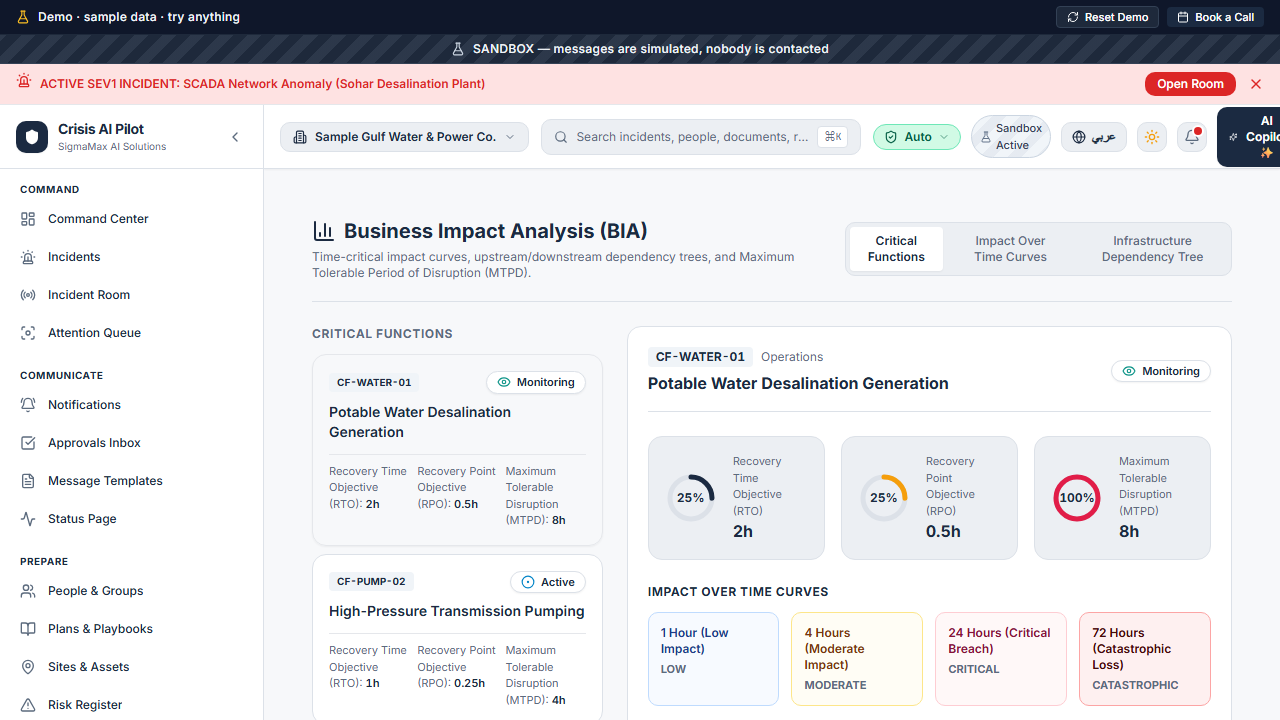 Demo · sample data · try anything
Reset Demo
Book a Call
SANDBOX — messages are simulated, nobody is contacted
ACTIVE SEV1 INCIDENT: SCADA Network Anomaly (Sohar Desalination Plant)
Open Room
Crisis AI Pilot
SigmaMax AI Solutions
Sample Gulf Water & Power Co.
Search incidents, people, documents, r...
⌘K
Auto
Sandbox
Active
عربي
AI
Copilo
✨
COMMAND
Command Center
Incidents
Incident Room
Attention Queue
COMMUNICATE
Notifications
Approvals Inbox
Message Templates
Status Page
PREPARE
People & Groups
Plans & Playbooks
Sites & Assets
Risk Register
Business Impact Analysis (BIA)
Time-critical impact curves, upstream/downstream dependency trees, and Maximum
Tolerable Period of Disruption (MTPD).
Critical
Functions
Impact Over
Time Curves
Infrastructure
Dependency Tree
CRITICAL FUNCTIONS
CF-WATER-01
Monitoring
Potable Water Desalination
Generation
Recovery Time
Objective
(RTO): 2h
Recovery Point
Objective
(RPO): 0.5h
Maximum
Tolerable
Disruption
(MTPD): 8h
CF-PUMP-02
Active
High-Pressure Transmission Pumping
Recovery Time
Objective
(RTO): 1h
Recovery Point
Objective
(RPO): 0.25h
Maximum
Tolerable
Disruption
(MTPD): 4h
CF-WATER-01
Operations
Potable Water Desalination Generation
Monitoring
25%
Recovery
Time
Objective
(RTO)
2h
25%
Recovery
Point
Objective
(RPO)
0.5h
100%
Maximum
Tolerable
Disruption
(MTPD)
8h
IMPACT OVER TIME CURVES
1 Hour (Low
Impact)
LOW
4 Hours
(Moderate
Impact)
MODERATE
24 Hours (Critical
Breach)
CRITICAL
72 Hours
(Catastrophic
Loss)
CATASTROPHIC